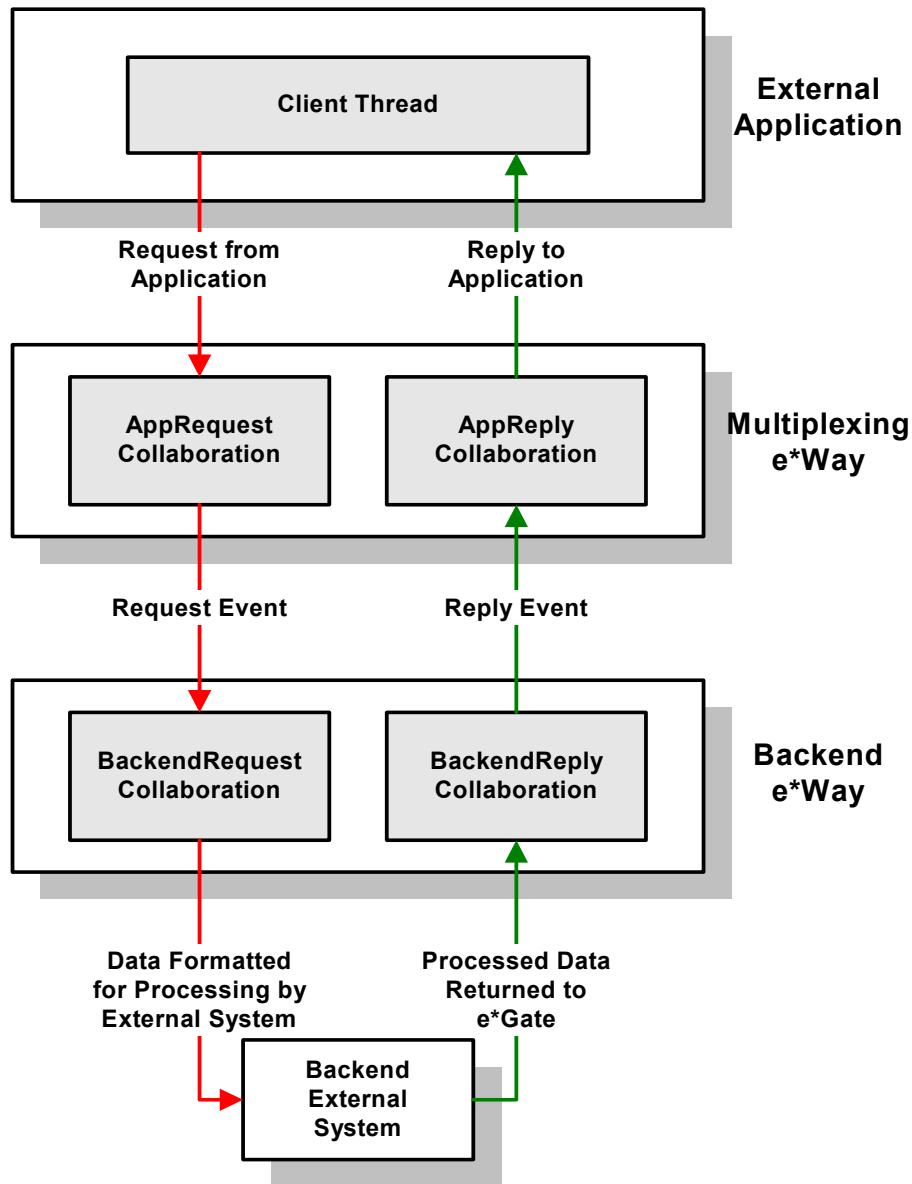 Client Thread
External
Application
Request from
Application
Reply to
Application
AppRequest
Collaboration
AppReply
Collaboration
Multiplexing
e*Way
Request Event
Reply Event
BackendRequest
Collaboration
BackendReply
Collaboration
Backend
e*Way
Data Formatted
for Processing by
External System
Processed Data
Returned to
e*Gate
Backend
External
System